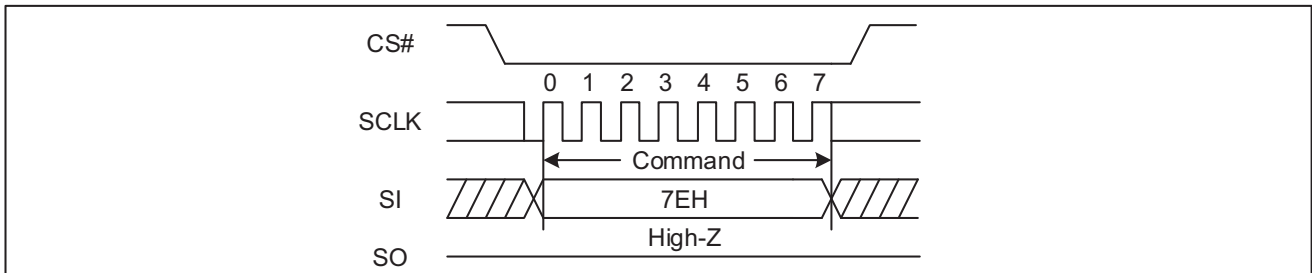 CS#
0 1 2 3 4 5 6 7
SCLK
Command
SI 7EH
High-Z
SO